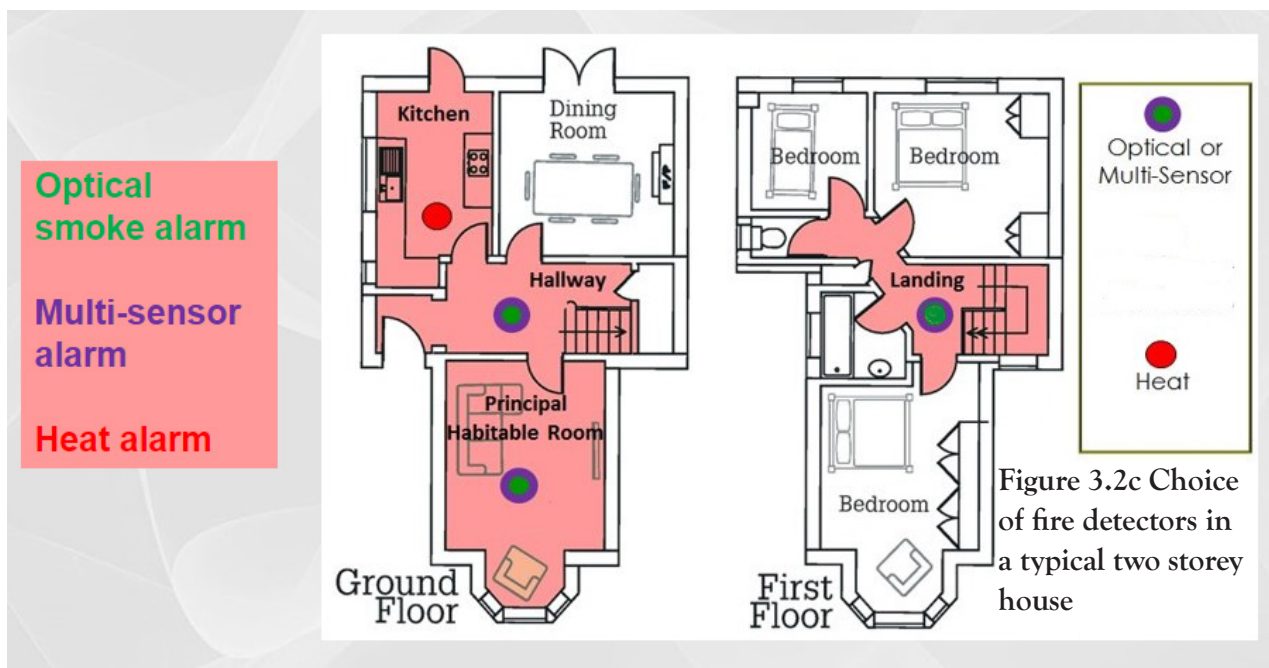 Optical
smoke alarm
Multi-sensor
alarm
Heat alarm
Kitchen
Dining
Room
Hallway
Principal
Habitable Room
Ground
Floor
Bedroom
Bedroom
Landing
Bedroom
First
Floor
Optical or
Multi-Sensor
Heat
Figure 3.2c Choice
of fire detectors in
a typical two storey
house